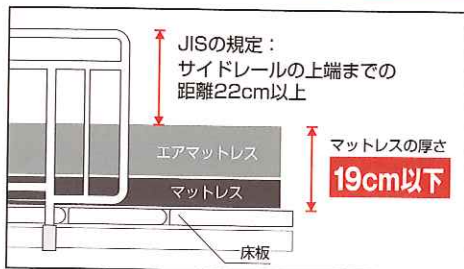 JISの規定：
サイドレールの上端までの
距離22cm以上
エアマットレス
マットレス
マットレスの厚さ
19cm以下
床板